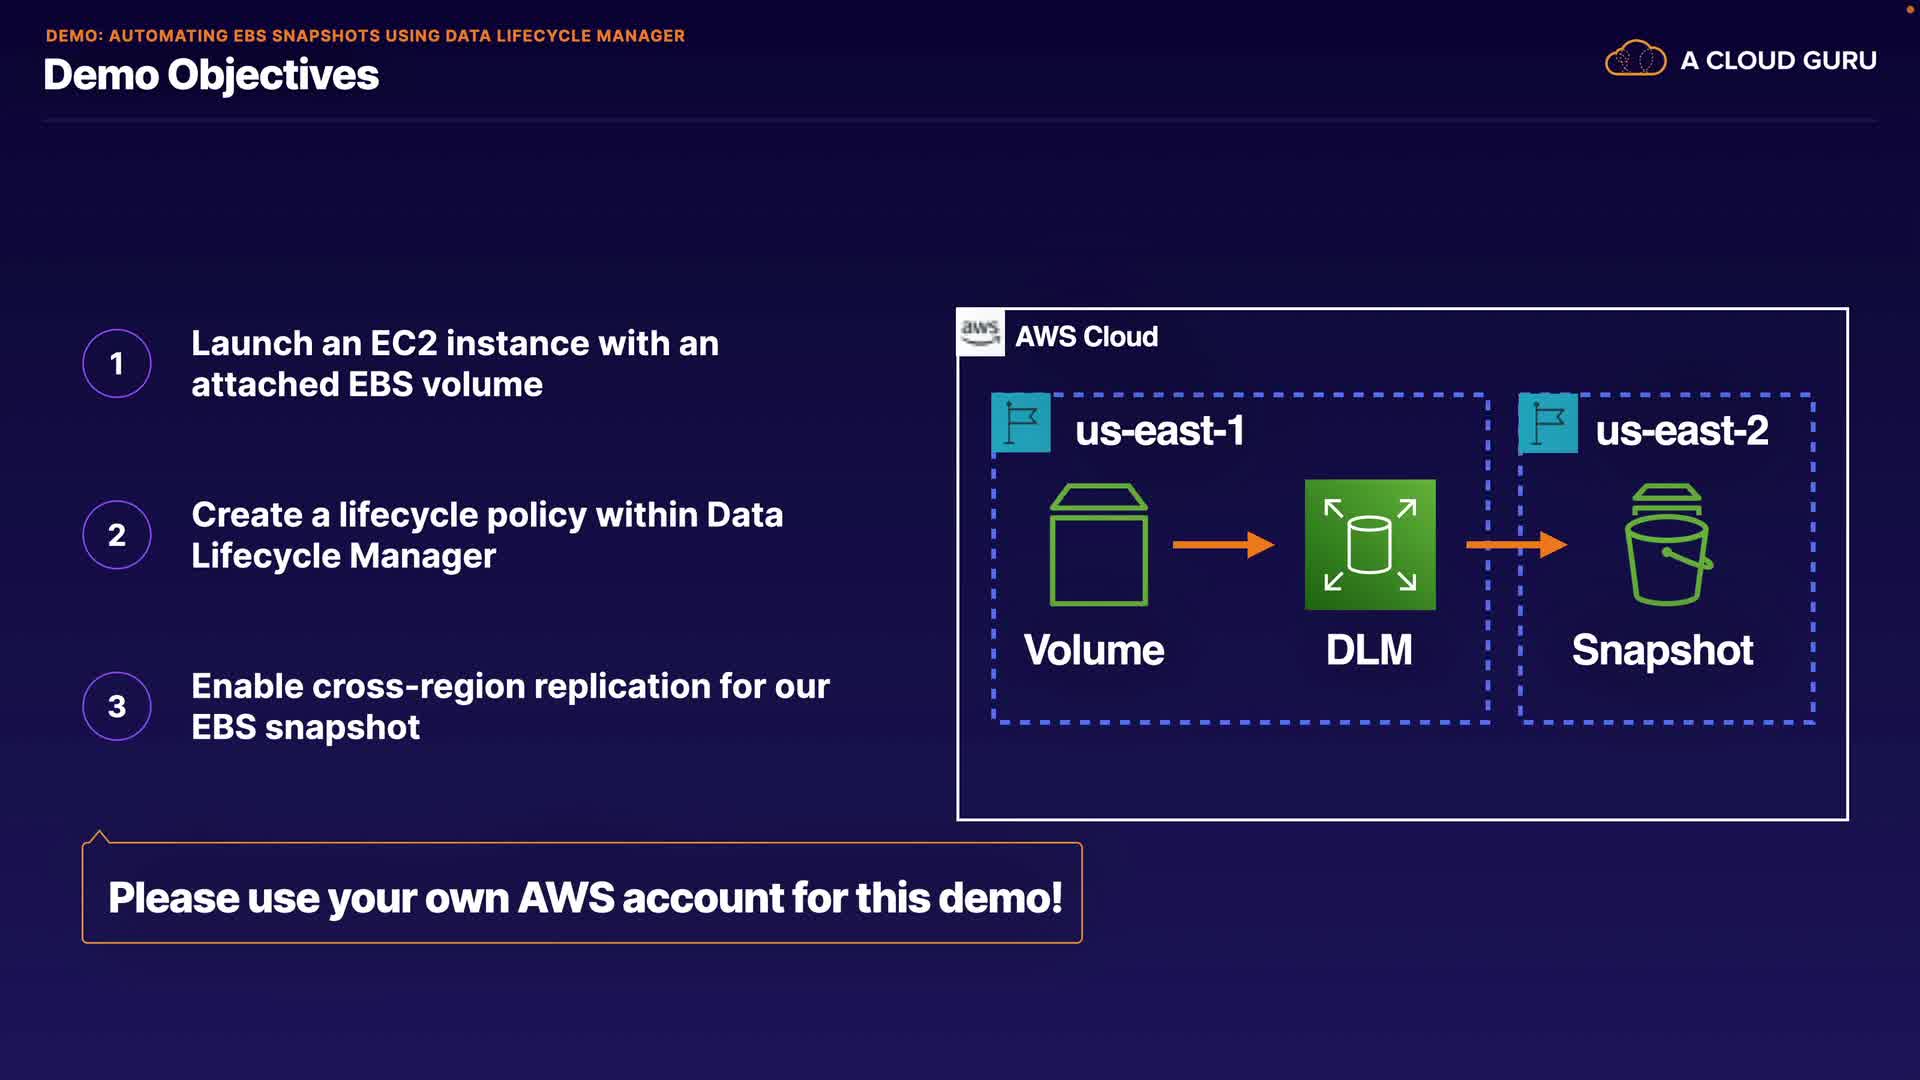 DEMO: AUTOMATING EBS SNAPSHOTS USING DATA LIFECYCLE MANAGER
Demo Objectives
A CLOUD GURU
1
Launch an EC2 instance with an
attached EBS volume
2
Create a lifecycle policy within Data
Lifecycle Manager
3
Enable cross-region replication for our
EBS snapshot
Please use your own AWS account for this demo!
aws
AWS Cloud
us-east-1
us-east-2
Volume
DLM
Snapshot